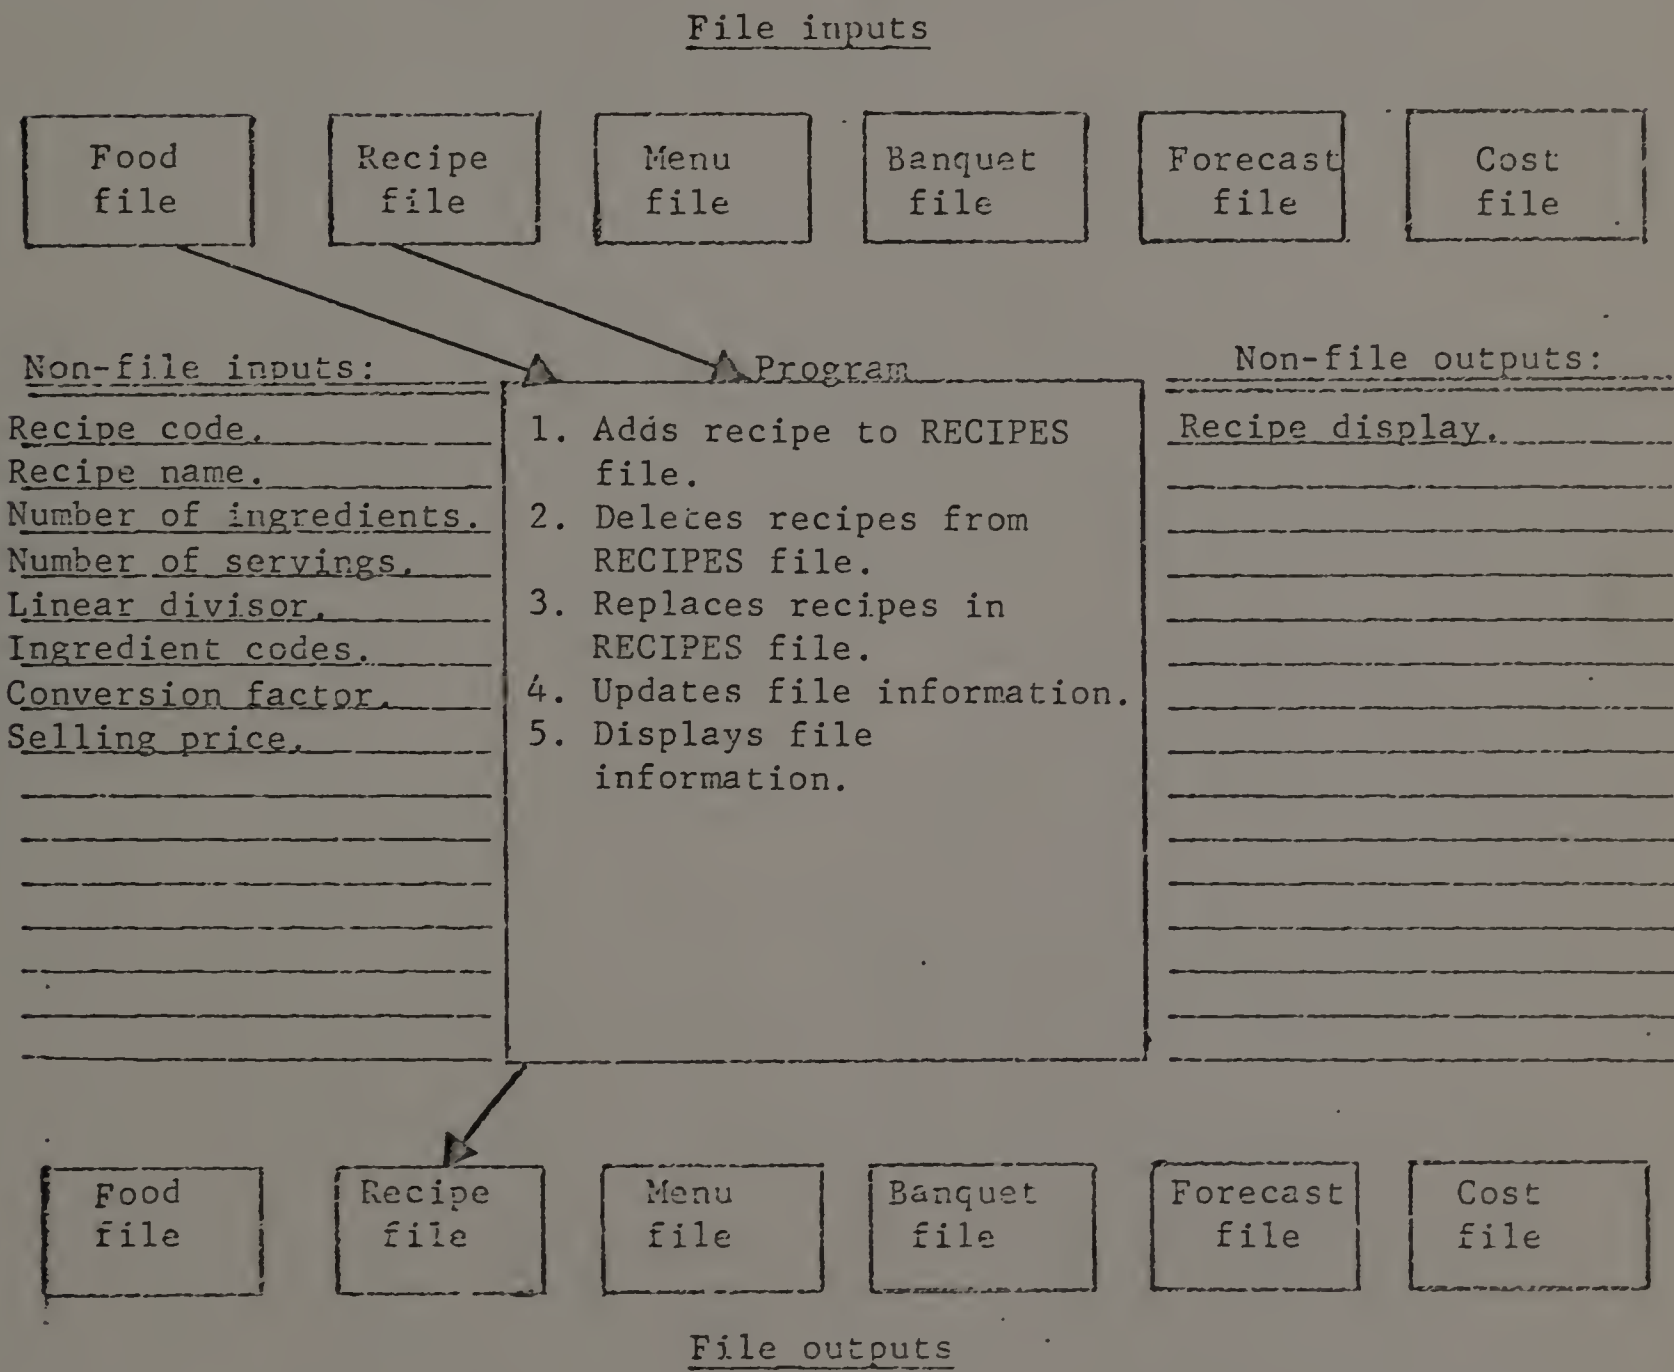 File inputs
Food file
Recipe file
Menu file
Banquet file
Forecast file
Cost file
Non-file inputs:
Recipe code.
Recipe name.
Number of ingredients.
Number of servings.
Linear divisor.
Ingredient codes.
Conversion factor.
Selling price.
Program
1. Adds recipe to RECIPES
file.
2. Deletes recipes from
RECIPES file.
3. Replaces recipes in
RECIPES file.
4. Updates file information.
5. Displays file
information.
Non-file outputs:
Recipe display.
Food file
Recipe file
Menu file
Banquet file
Forecast file
Cost file
File outputs